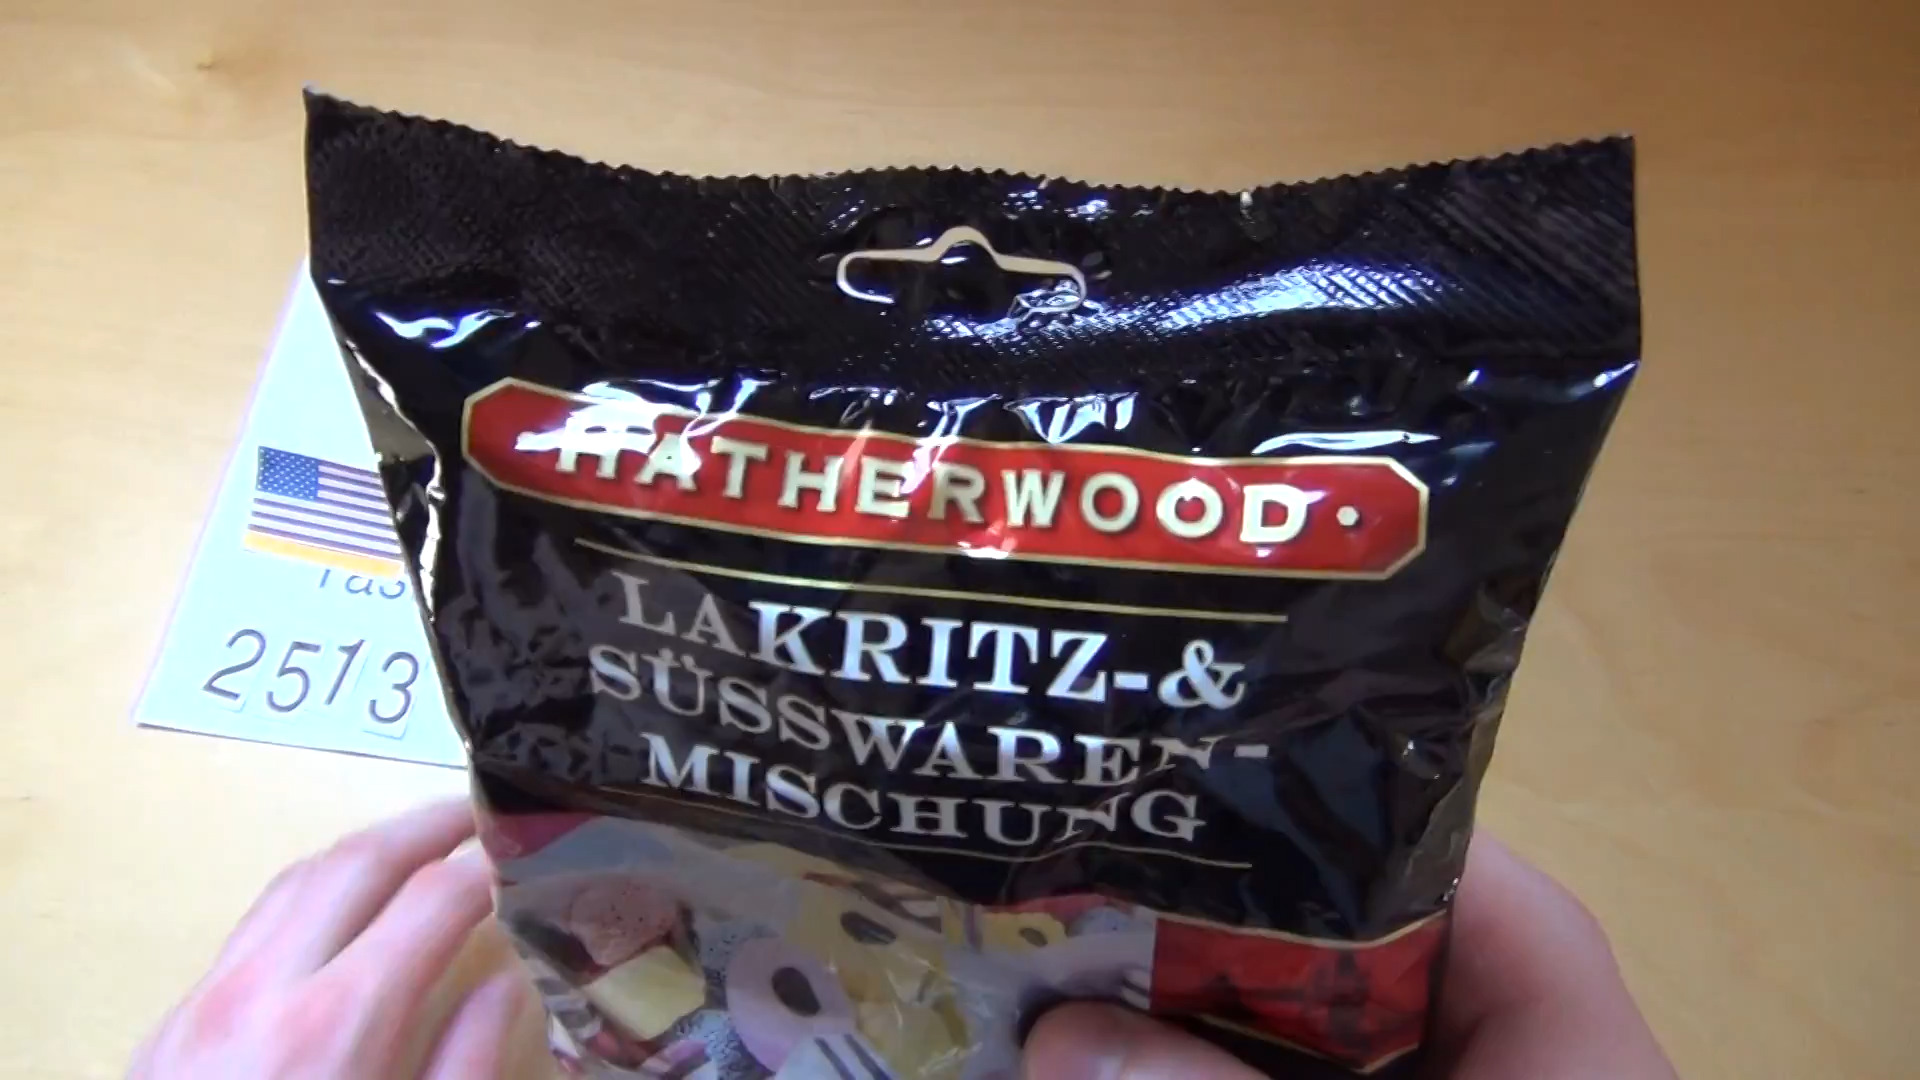 HATHERWOOD
LAKRITZ-&
SÜSSWAREN-
MISCHUNG
2513